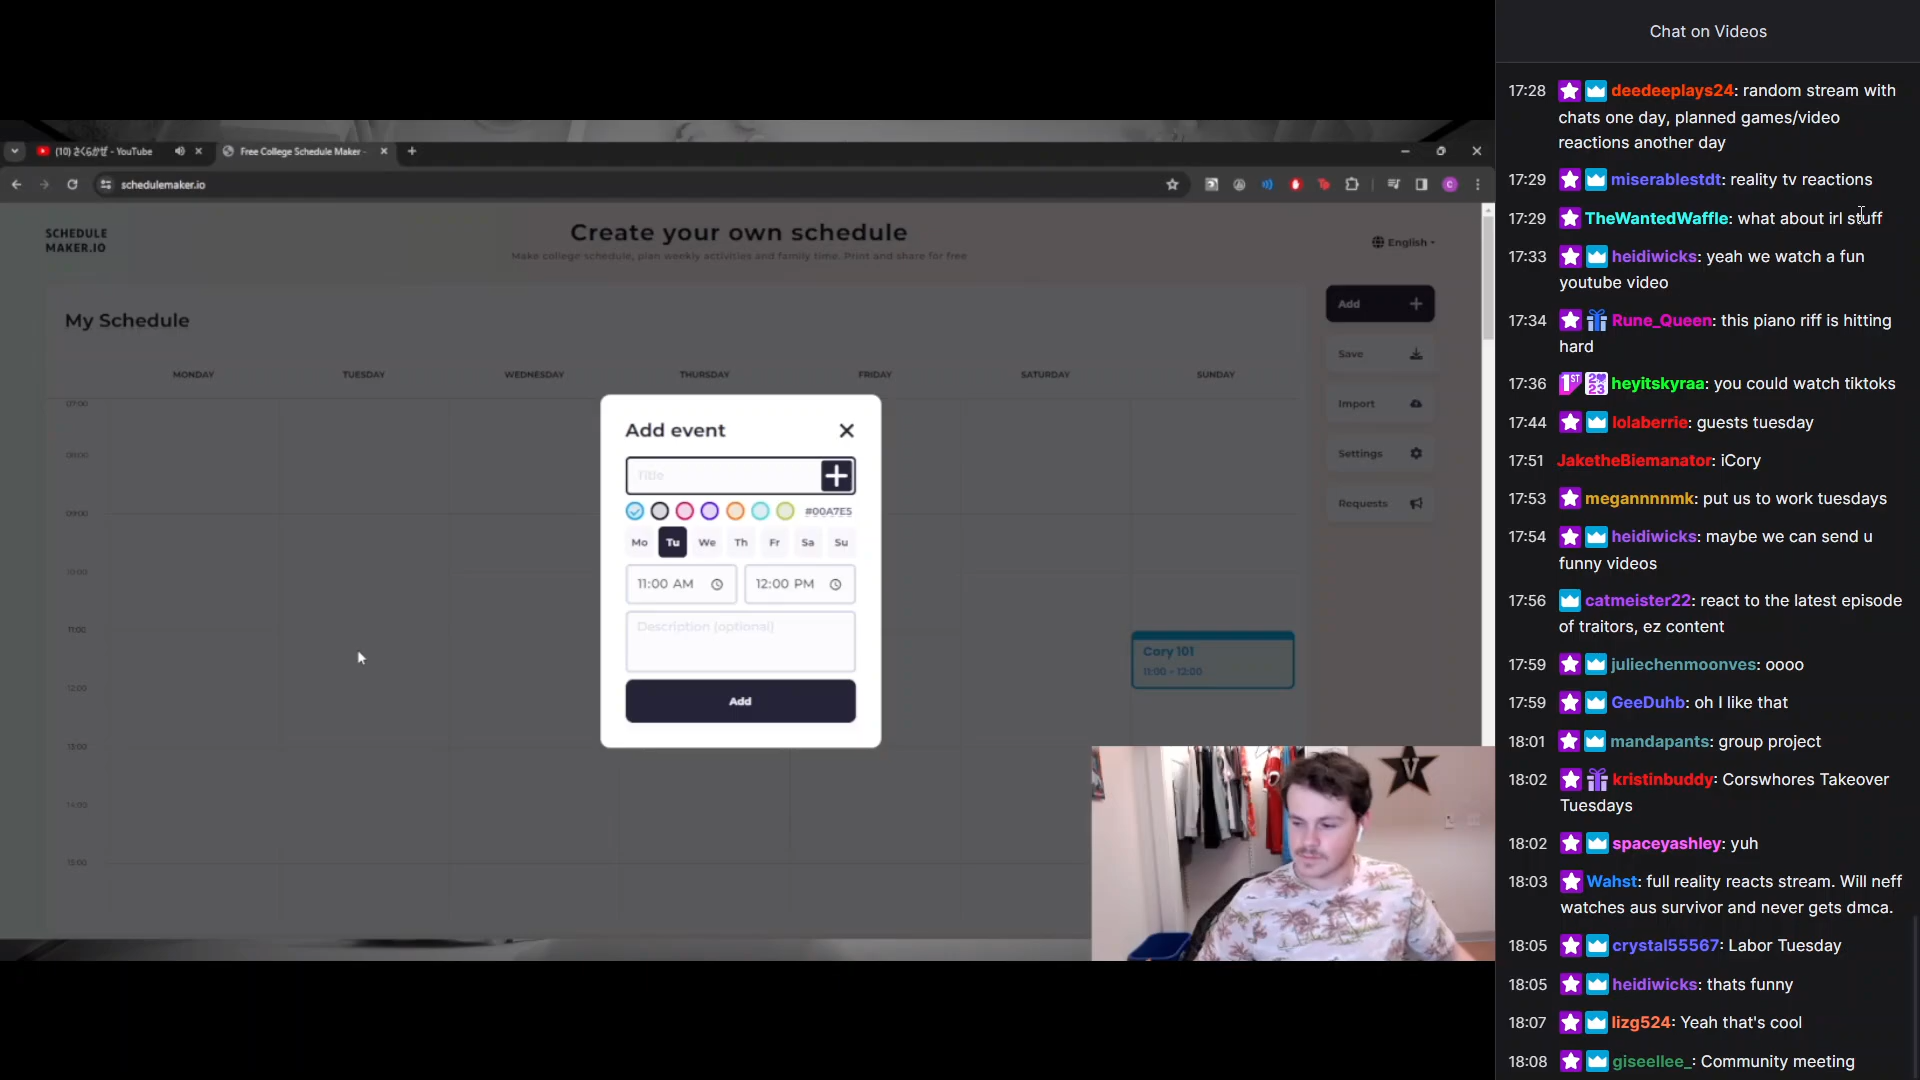 (10) さくらかぜ - YouTube
Free College Schedule Maker -
schedulemaker.io
SCHEDULE
MAKER.IO
Create your own schedule
Make college schedule, plan weekly activities and family time. Print and share for free
English
My Schedule
MONDAY TUESDAY WEDNESDAY THURSDAY FRIDAY SATURDAY SUNDAY
07:00
08:00
09:00
10:00
11:00
12:00
13:00
14:00
15:00
Add
Save
Import
Settings
Requests
Cory 101
11:00 - 12:00
Add event
Title
#00A7E5
Mo Tu We Th Fr Sa Su
11:00 AM 12:00 PM
Description (optional)
Add
V
Chat on Videos
17:28 deedeeplays24: random stream with
chats one day, planned games/video
reactions another day
17:29 miserablestdt: reality tv reactions
17:29 TheWantedWaffle: what about irl stuff
17:33 heidiwicks: yeah we watch a fun
youtube video
17:34 Rune_Queen: this piano riff is hitting
hard
17:36 1ST heyitskyraa: you could watch tiktoks
17:44 lolaberrie: guests tuesday
17:51 JaketheBiemanator: iCory
17:53 megannnnmk: put us to work tuesdays
17:54 heidiwicks: maybe we can send u
funny videos
17:56 catmeister22: react to the latest episode
of traitors, ez content
17:59 juliechenmoonves: oooo
17:59 GeeDuhb: oh I like that
18:01 mandapants: group project
18:02 kristinbuddy: Corswhores Takeover
Tuesdays
18:02 spaceyashley: yuh
18:03 Wahst: full reality reacts stream. Will neff
watches aus survivor and never gets dmca.
18:05 crystal55567: Labor Tuesday
18:05 heidiwicks: thats funny
18:07 lizg524: Yeah that's cool
18:08 giseellee_: Community meeting